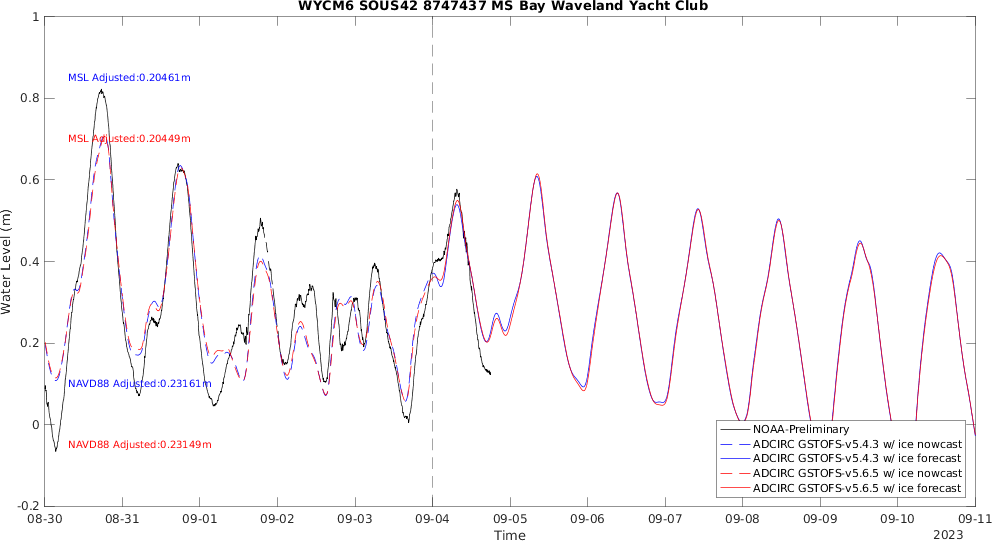 WYCM6 SOUS42 8747437 MS Bay Waveland Yacht Club
1
0.8
0.6
0.4
0.2
0
-0.2
Water Level (m)
MSL Adjusted:0.20461m
MSL Adjusted:0.20449m
NAVD88 Adjusted:0.23161m
NAVD88 Adjusted:0.23149m
NOAA-Preliminary
ADCIRC GSTOFS-v5.4.3 w/ ice nowcast
ADCIRC GSTOFS-v5.4.3 w/ ice forecast
ADCIRC GSTOFS-v5.6.5 w/ ice nowcast
ADCIRC GSTOFS-v5.6.5 w/ ice forecast
08-30 08-31 09-01 09-02 09-03 09-04 09-05 09-06 09-07 09-08 09-09 09-10 09-11
Time
2023